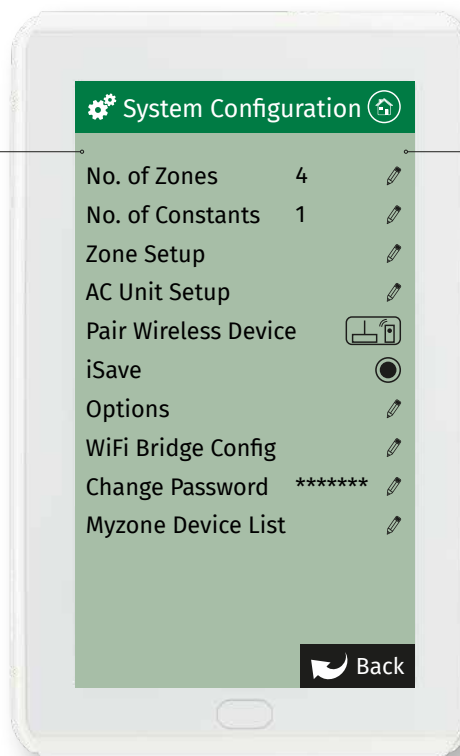 System Configuration
No. of Zones 4
No. of Constants 1
Zone Setup
AC Unit Setup
Pair Wireless Device
iSave
Options
WiFi Bridge Config
Change Password *******
Myzone Device List
Back